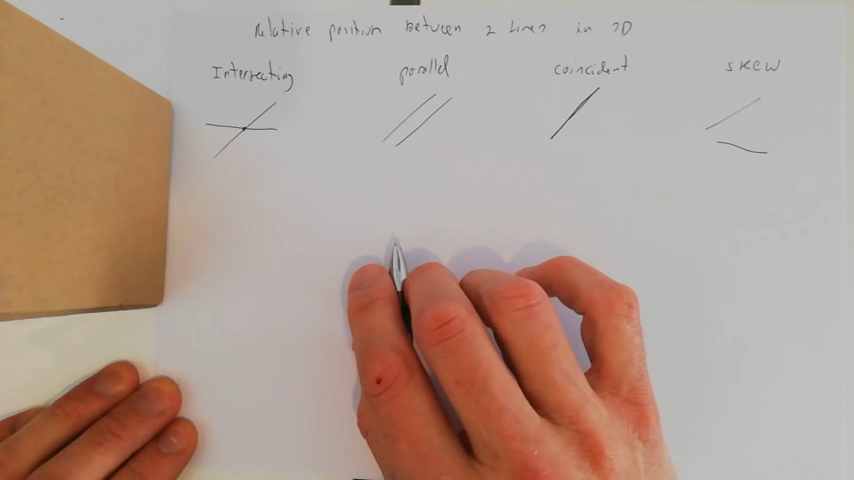 Relative position between 2 lines in 3D
Intersecting parallel coincident skew